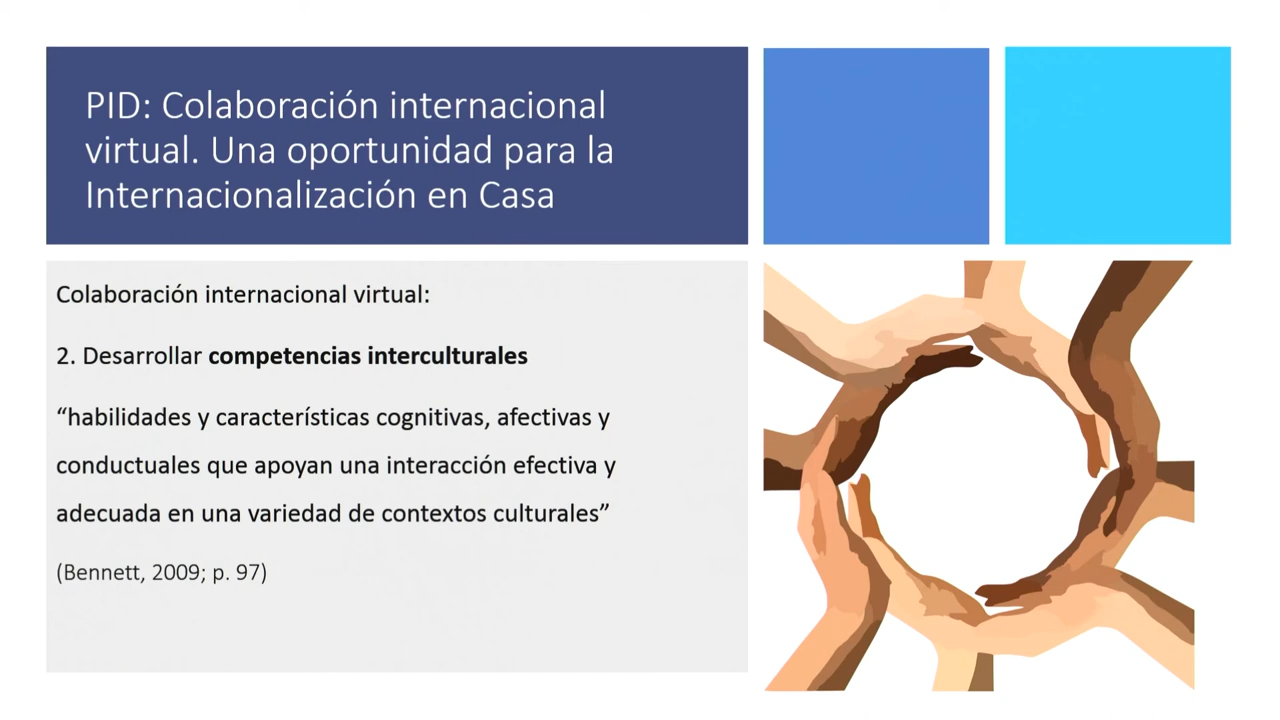 PID: Colaboración internacional
virtual. Una oportunidad para la
Internacionalización en Casa
Colaboración internacional virtual:
2. Desarrollar competencias interculturales
“habilidades y características cognitivas, afectivas y
conductuales que apoyan una interacción efectiva y
adecuada en una variedad de contextos culturales”
(Bennett, 2009; p. 97)